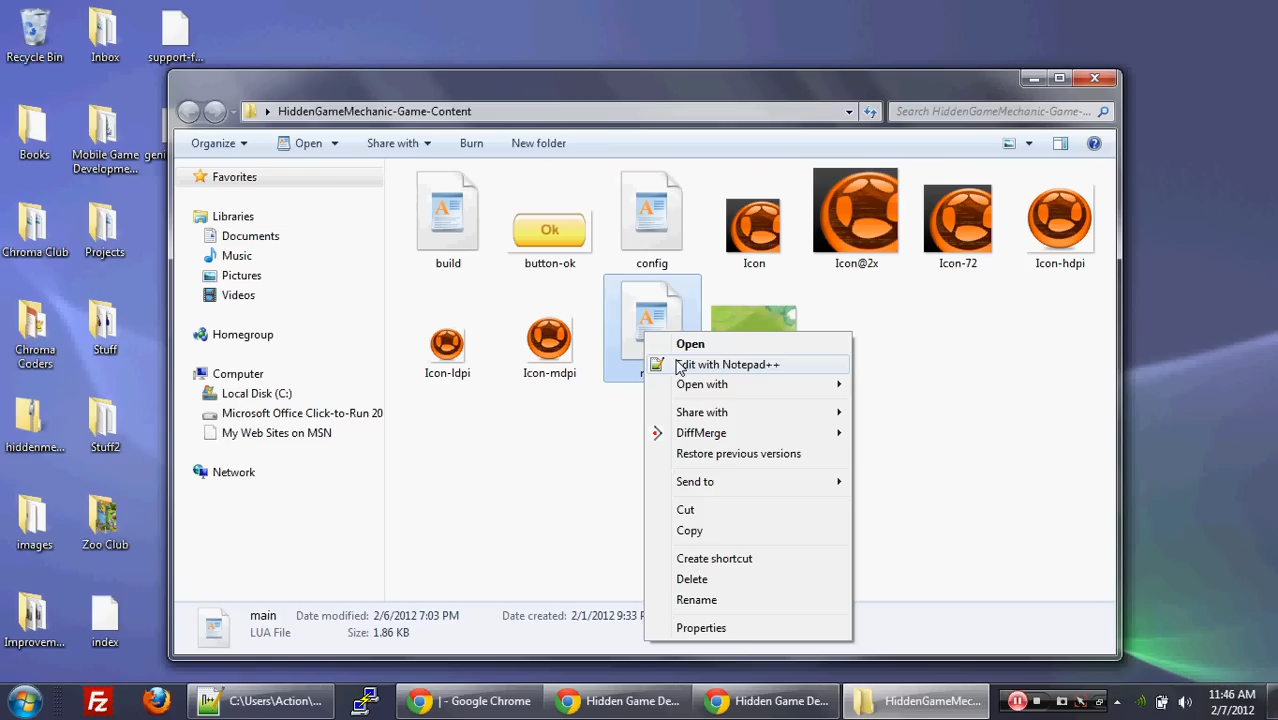 Recycle Bin
Inbox
support-f...
Books
Mobile Game
Developme...
geni
Chroma Club
Projects
Chroma
Coders
Stuff
hiddenme...
Stuff2
images
Zoo Club
Improvem...
index
HiddenGameMechanic-Game-Content
Search HiddenGameMechanic-Game-...
Organize
Open
Share with
Burn
New folder
Favorites
Libraries
Documents
Music
Pictures
Videos
Homegroup
Computer
Local Disk (C:)
Microsoft Office Click-to-Run 20
My Web Sites on MSN
Network
Ok
build
button-ok
config
Icon
Icon@2x
Icon-72
Icon-hdpi
Icon-ldpi
Icon-mdpi
Open
Edit with Notepad++
Open with
Share with
DiffMerge
Restore previous versions
Send to
Cut
Copy
Create shortcut
Delete
Rename
Properties
main
Date modified: 2/6/2012 7:03 PM
Date created: 2/1/2012 9:33
LUA File
Size: 1.86 KB
C:\Users\Action/...
| - Google Chrome
Hidden Game De...
Hidden Game De...
HiddenGameMec...
11:46 AM
2/7/2012